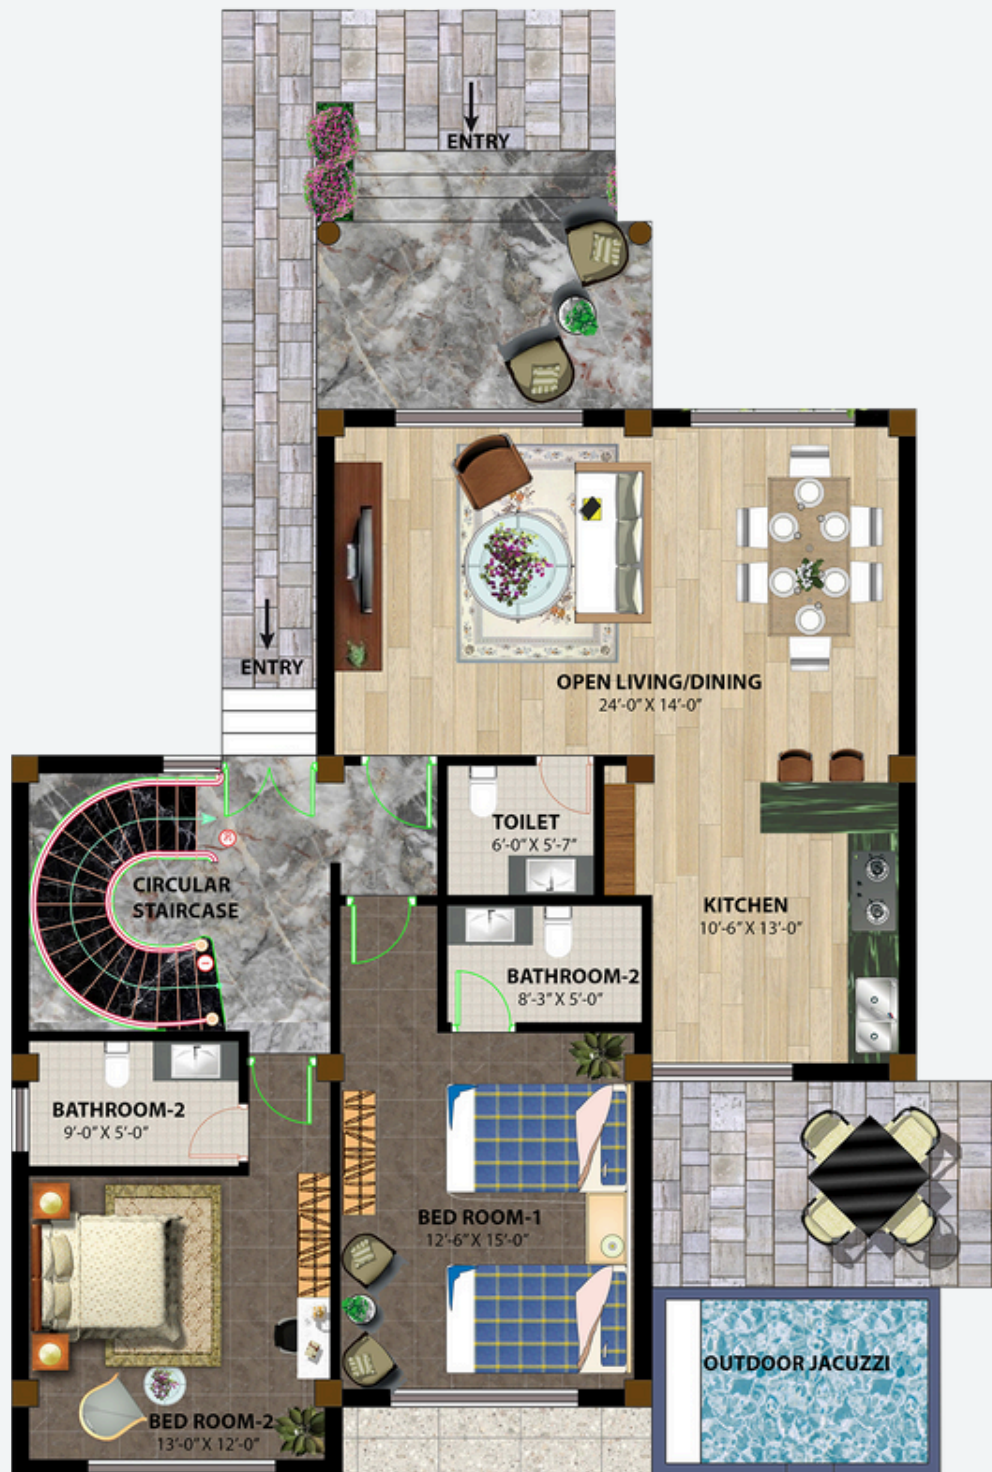 ENTRY
ENTRY
OPEN LIVING/DINING
24'-0" X 14'-0"
TOILET
6'-0" X 5'-7"
CIRCULAR
STAIRCASE
KITCHEN
10'-6" X 13'-0"
BATHROOM-2
8'-3" X 5'-0"
BATHROOM-2
9'-0" X 5'-0"
BED ROOM-1
12'-6" X 15'-0"
OUTDOOR JACUZZI
BED ROOM-2
13'-0" X 12'-0"